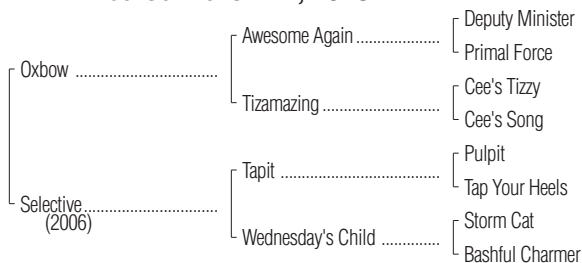 Deputy Minister
Awesome Again
Primal Force
Oxbow
Cee's Tizzy
Tizamazing
Cee's Song
Pulpit
Tapit
Tap Your Heels
Selective
(2006)
Storm Cat
Wednesday's Child
Bashful Charmer